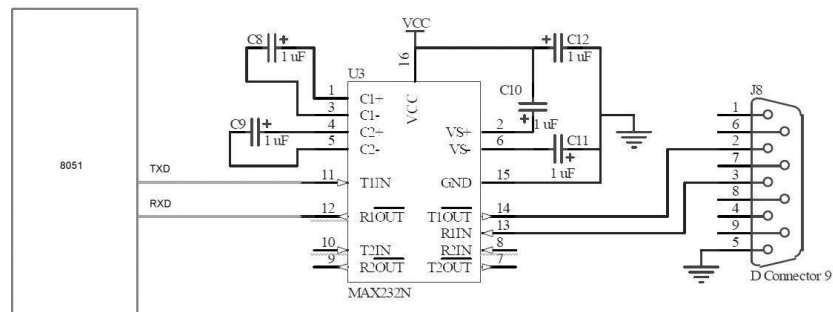 VCC
C8
+
1 uF
16
+
C12
1 uF
U3
J8
1
C1+
VCC
C10
1
3
C1-
6
C9
+
4
C2+
VS+
2
+
1 uF
C11
2
1 uF
5
C2-
VS-
6
+
7
8051
TXD
1 uF
3
11
T1IN
GND
15
8
RXD
12
R1OUT
T1OUT
14
4
R1IN
13
9
10
T2IN
R2IN
8
5
9
R2OUT
T2OUT
7
MAX232N
D Connector 9